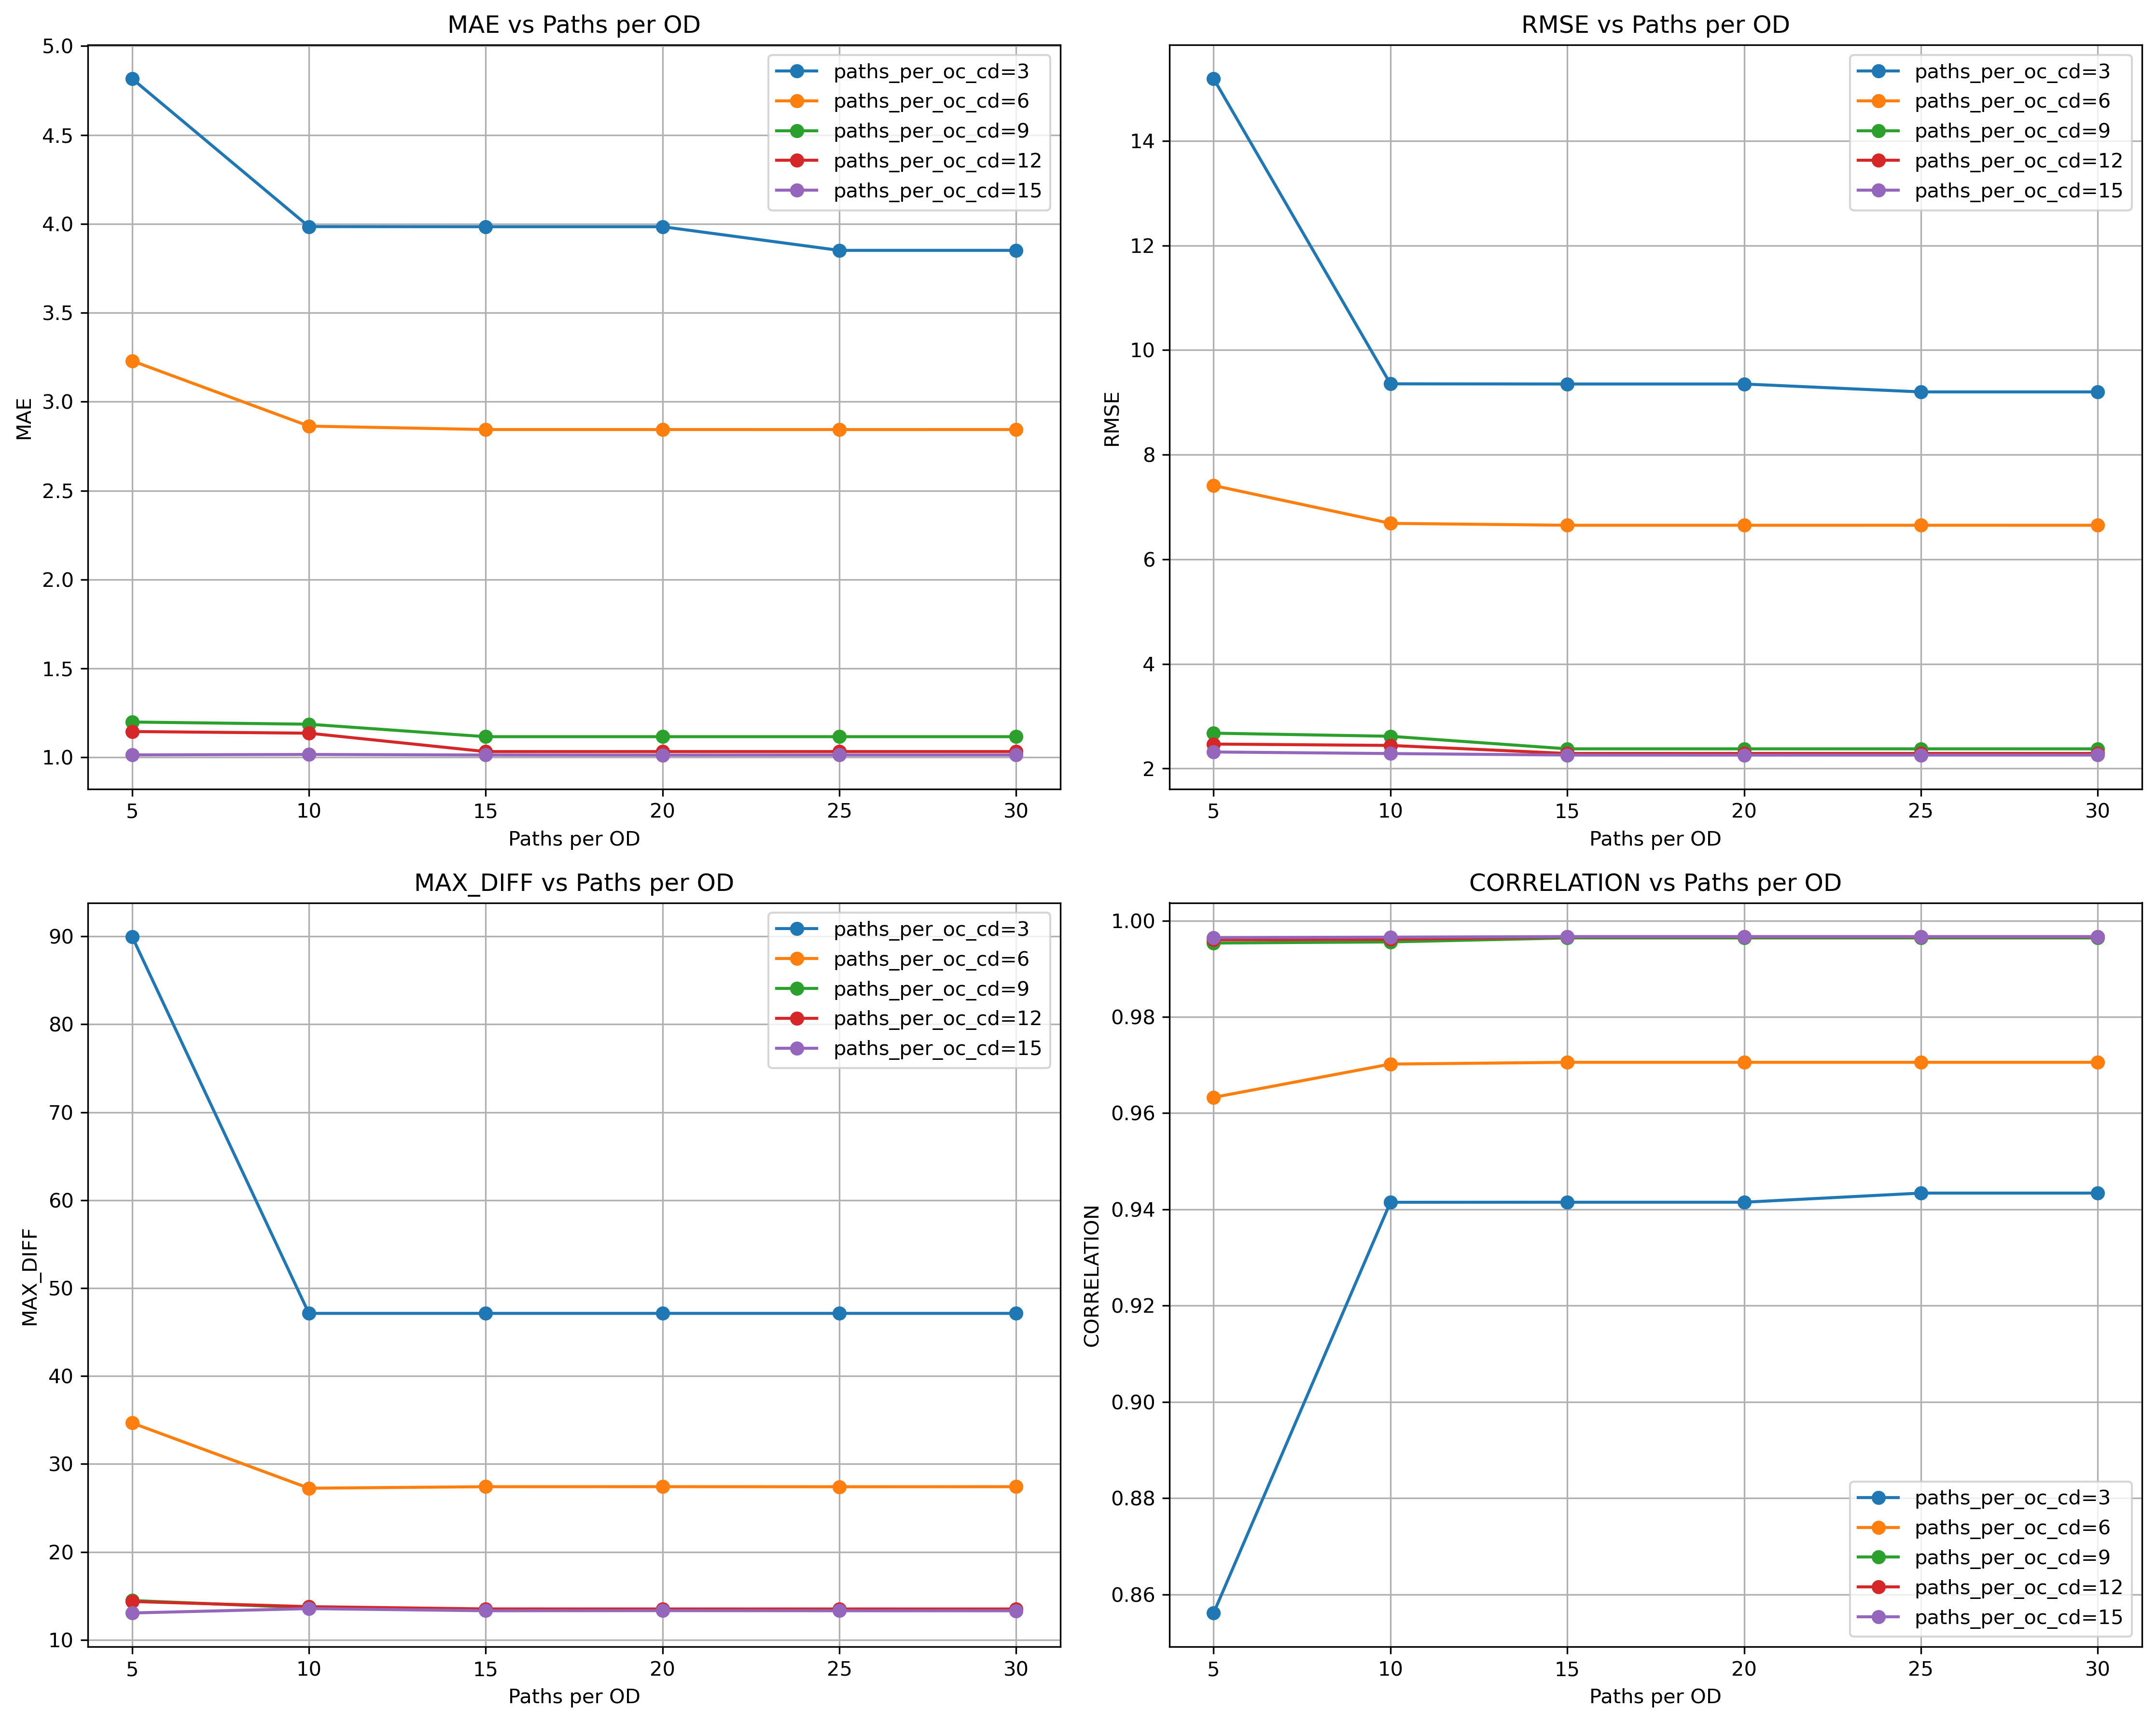 MAE vs Paths per OD
5.0
4.5
4.0
3.5
3.0
2.5
2.0
1.5
1.0
MAE
paths_per_oc_cd=3
paths_per_oc_cd=6
paths_per_oc_cd=9
paths_per_oc_cd=12
paths_per_oc_cd=15
5 10 15 20 25 30
Paths per OD
RMSE vs Paths per OD
14
12
10
8
6
4
2
RMSE
paths_per_oc_cd=3
paths_per_oc_cd=6
paths_per_oc_cd=9
paths_per_oc_cd=12
paths_per_oc_cd=15
5 10 15 20 25 30
Paths per OD
MAX_DIFF vs Paths per OD
90
80
70
60
50
40
30
20
10
MAX_DIFF
paths_per_oc_cd=3
paths_per_oc_cd=6
paths_per_oc_cd=9
paths_per_oc_cd=12
paths_per_oc_cd=15
5 10 15 20 25 30
Paths per OD
CORRELATION vs Paths per OD
1.00
0.98
0.96
0.94
0.92
0.90
0.88
0.86
CORRELATION
paths_per_oc_cd=3
paths_per_oc_cd=6
paths_per_oc_cd=9
paths_per_oc_cd=12
paths_per_oc_cd=15
5 10 15 20 25 30
Paths per OD